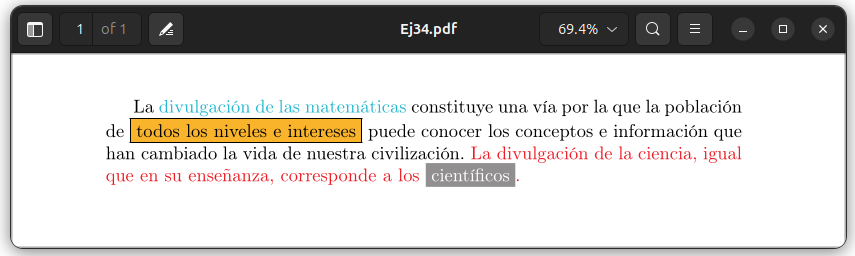 1 of 1 Ej34.pdf 69.4%
La divulgación de las matemáticas constituye una vía por la que la población
de todos los niveles e intereses puede conocer los conceptos e información que
han cambiado la vida de nuestra civilización. La divulgación de la ciencia, igual
que en su enseñanza, corresponde a los científicos.